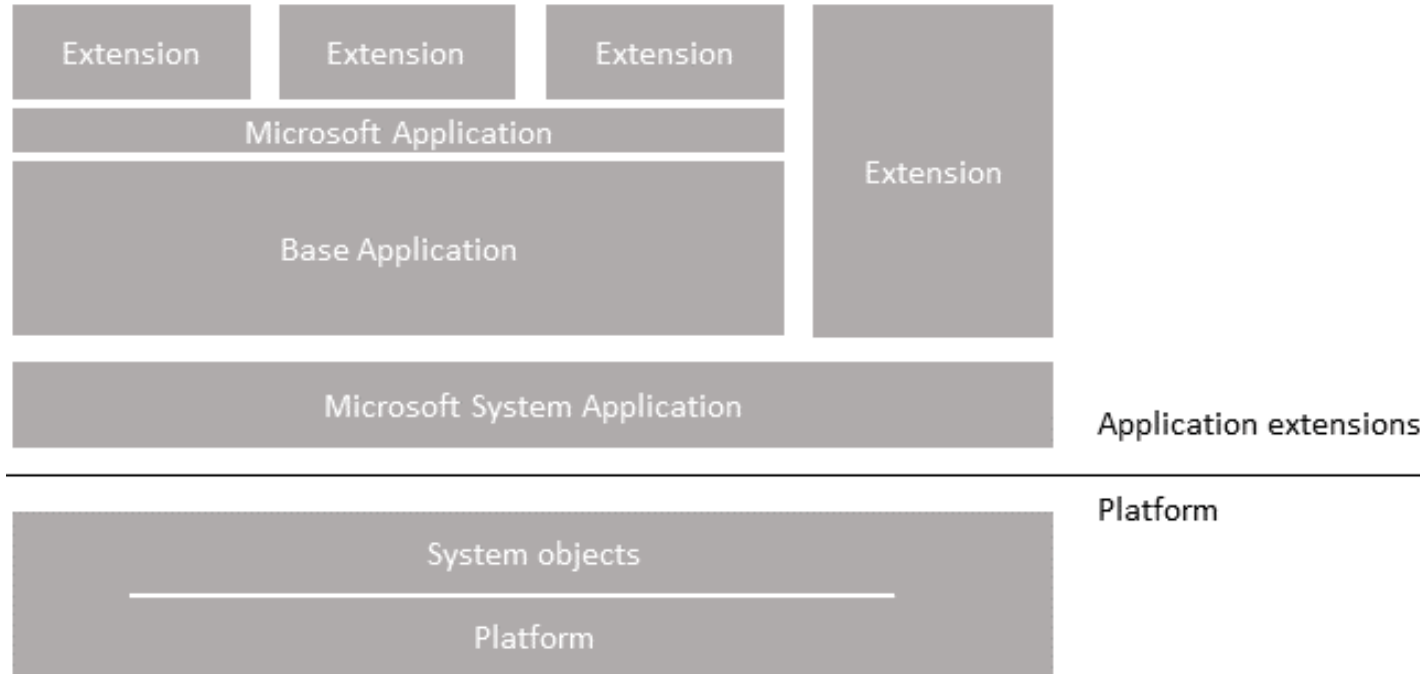 Extension
Extension
Extension
Extension
Microsoft Application
Base Application
Microsoft System Application
Application extensions
Platform
System objects
Platform